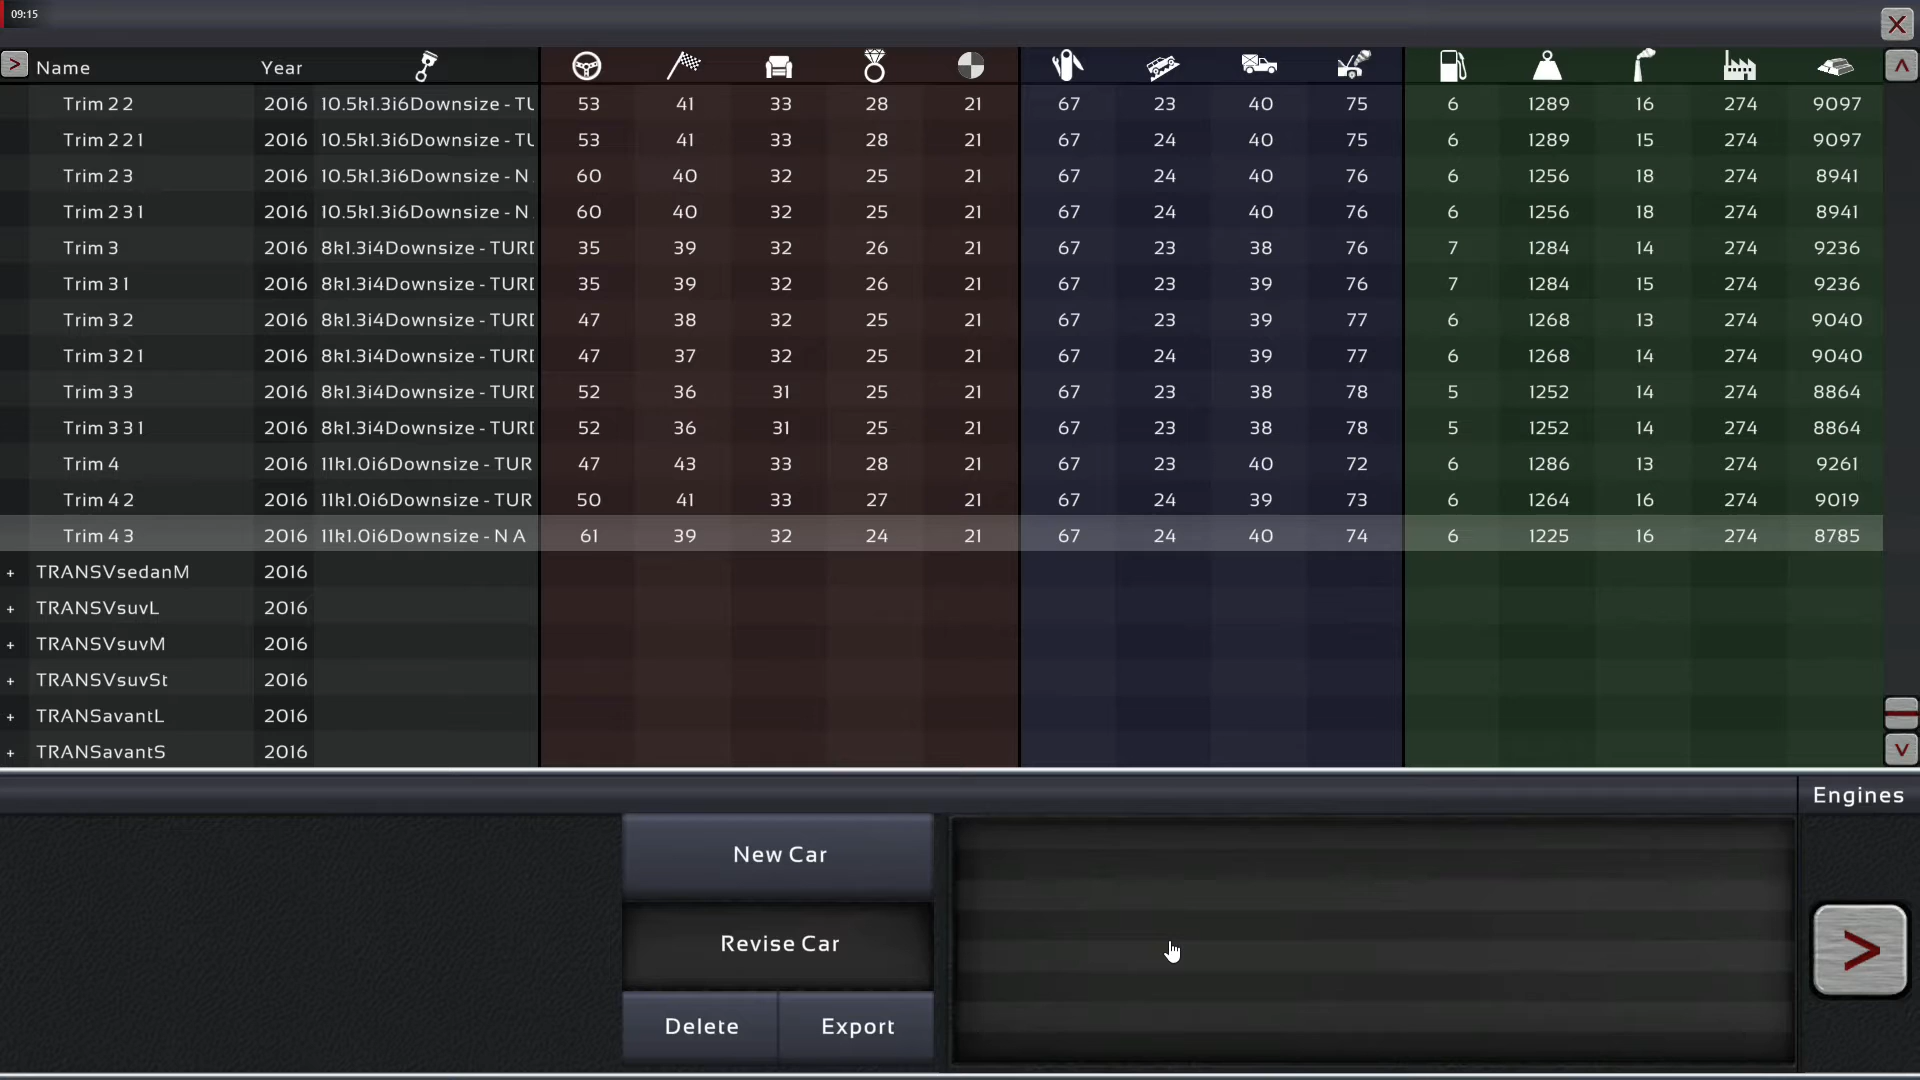 09:15
X
> Name Year ^
Trim 2 2 2016 10.5k1.3i6Downsize - TU 53 41 33 28 21 67 23 40 75 6 1289 16 274 9097
Trim 2 2 1 2016 10.5k1.3i6Downsize - TU 53 41 33 28 21 67 24 40 75 6 1289 15 274 9097
Trim 2 3 2016 10.5k1.3i6Downsize - N 60 40 32 25 21 67 24 40 76 6 1256 18 274 8941
Trim 2 3 1 2016 10.5k1.3i6Downsize - N 60 40 32 25 21 67 24 40 76 6 1256 18 274 8941
Trim 3 2016 8k1.3i4Downsize - TURB 35 39 32 26 21 67 23 38 76 7 1284 14 274 9236
Trim 3 1 2016 8k1.3i4Downsize - TURB 35 39 32 26 21 67 23 39 76 7 1284 15 274 9236
Trim 3 2 2016 8k1.3i4Downsize - TURB 47 38 32 25 21 67 23 39 77 6 1268 13 274 9040
Trim 3 2 1 2016 8k1.3i4Downsize - TURB 47 37 32 25 21 67 24 39 77 6 1268 14 274 9040
Trim 3 3 2016 8k1.3i4Downsize - TURB 52 36 31 25 21 67 23 38 78 5 1252 14 274 8864
Trim 3 3 1 2016 8k1.3i4Downsize - TURB 52 36 31 25 21 67 23 38 78 5 1252 14 274 8864
Trim 4 2016 11k1.0i6Downsize - TUR 47 43 33 28 21 67 23 40 72 6 1286 13 274 9261
Trim 4 2 2016 11k1.0i6Downsize - TUR 50 41 33 27 21 67 24 39 73 6 1264 16 274 9019
Trim 4 3 2016 11k1.0i6Downsize - N A 61 39 32 24 21 67 24 40 74 6 1225 16 274 8785
+ TRANSVsedanM 2016
+ TRANSVsuvL 2016
+ TRANSVsuvM 2016
+ TRANSVsuvSt 2016
+ TRANSavantL 2016
+ TRANSavantS 2016
v
Engines
New Car
Revise Car
>
Delete Export